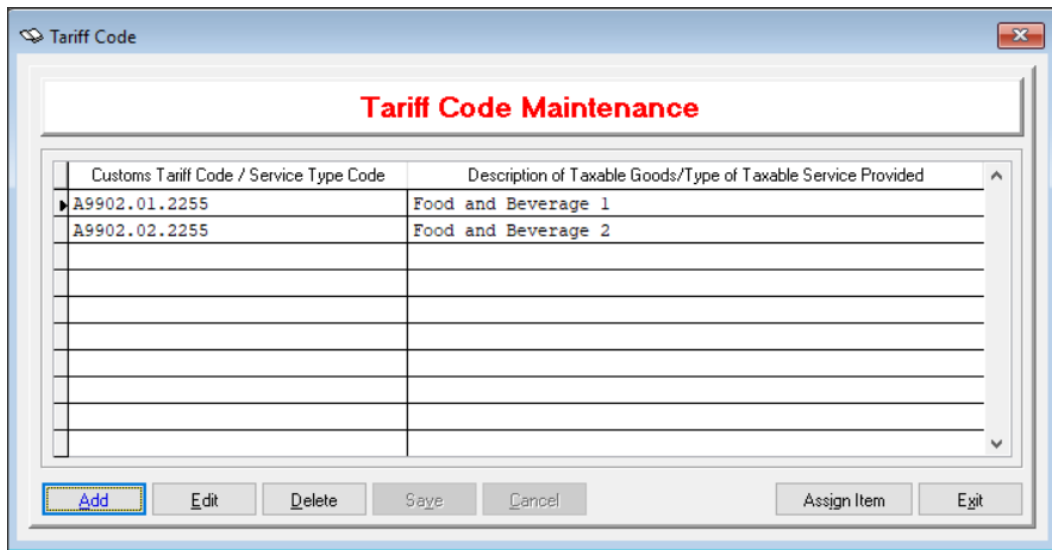 Tariff Code
Tariff Code Maintenance
Customs Tariff Code / Service Type Code Description of Taxable Goods/Type of Taxable Service Provided
A9902.01.2255 Food and Beverage 1
A9902.02.2255 Food and Beverage 2
Add Edit Delete Save Cancel Assign Item Exit